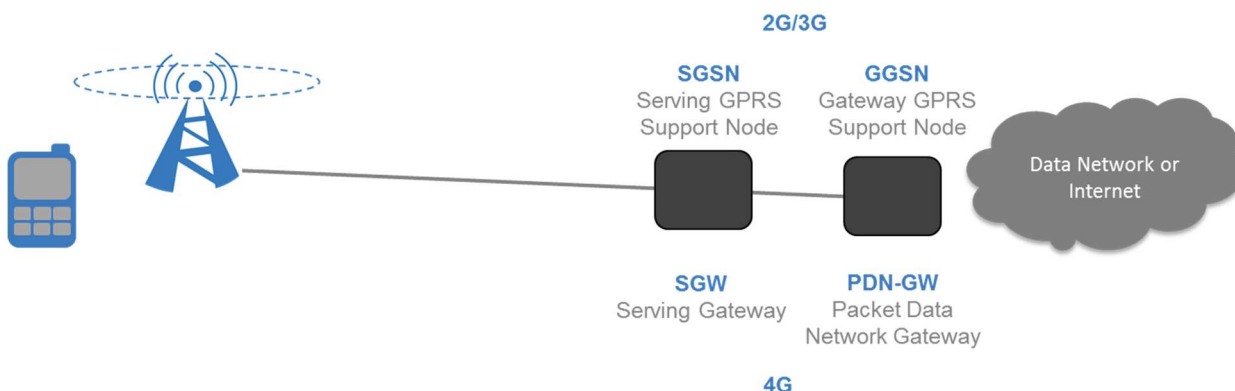 2G/3G
SGSN
Serving GPRS
Support Node
GGSN
Gateway GPRS
Support Node
Data Network or
Internet
SGW
Serving Gateway
PDN-GW
Packet Data
Network Gateway
4G